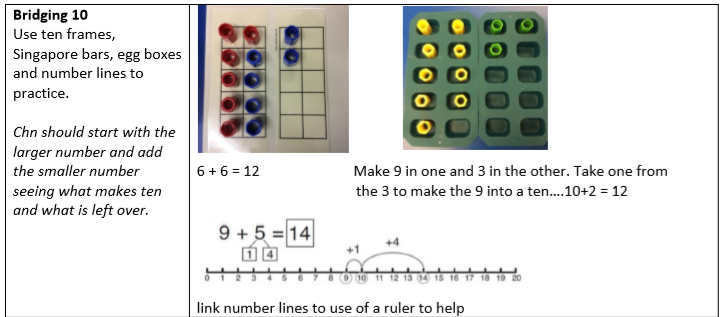 Bridging 10
Use ten frames,
Singapore bars, egg boxes
and number lines to
practice.
Chn should start with the
larger number and add
the smaller number
seeing what makes ten
and what is left over.
6 + 6 = 12
Make 9 in one and 3 in the other. Take one from
the 3 to make the 9 into a ten....10+2 = 12
9 + 5 = 14
1 4
+1 +4
0 1 2 3 4 5 6 7 8 9 10 11 12 13 14 15 16 17 18 19 20
link number lines to use of a ruler to help